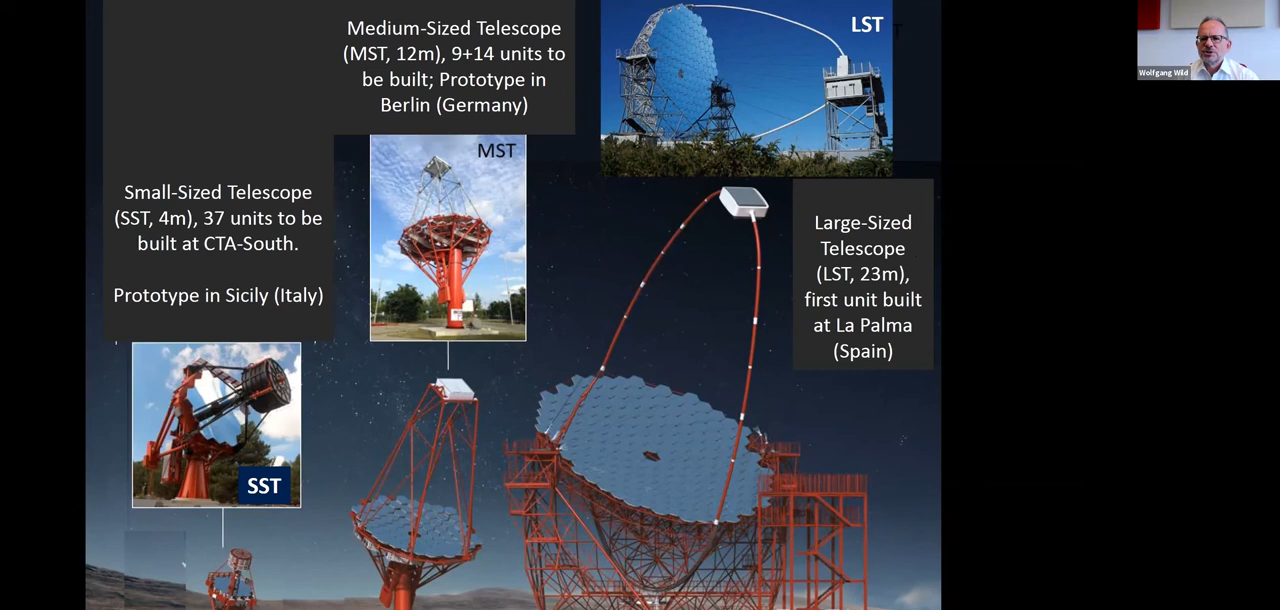 Medium-Sized Telescope
(MST, 12m), 9+14 units to
be built; Prototype in
Berlin (Germany)
LST
Wolfgang Wild
MST
Small-Sized Telescope
(SST, 4m), 37 units to be
built at CTA-South.
Prototype in Sicily (Italy)
Large-Sized
Telescope
(LST, 23m),
first unit built
at La Palma
(Spain)
SST